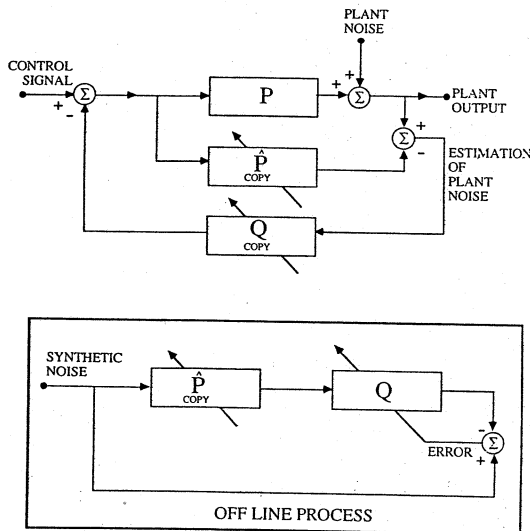 PLANT
NOISE
CONTROL
SIGNAL
+
-
Σ
P
+
+
Σ
PLANT
OUTPUT
P̂
COPY
+
-
Σ
ESTIMATION
OF
PLANT
NOISE
Q
COPY
SYNTHETIC
NOISE
P̂
COPY
Q
-
Σ
+
ERROR
OFF LINE PROCESS